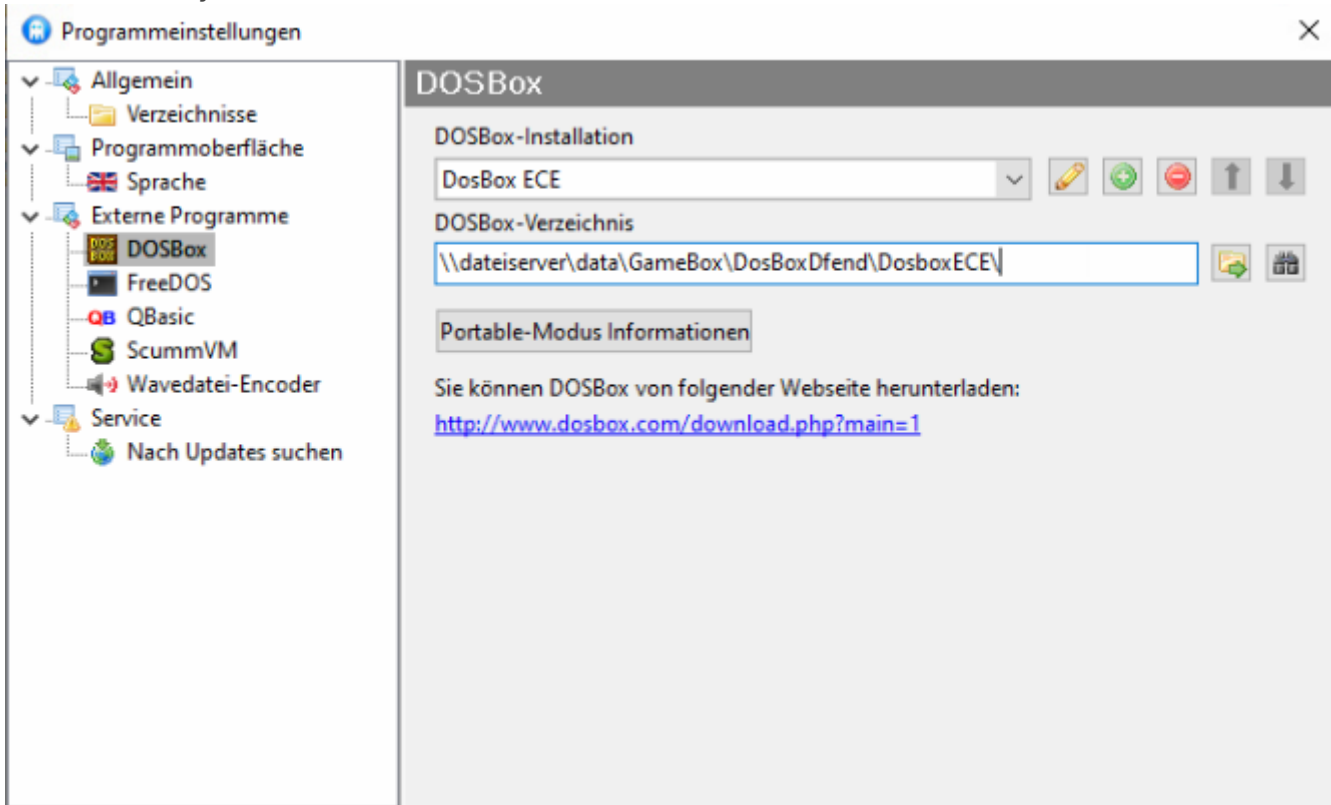 Programmeinstellungen
Allgemein
Verzeichnisse
Programmoberfläche
Sprache
Externe Programme
DOSBox
FreeDOS
QBasic
ScummVM
Wavedatei-Encoder
Service
Nach Updates suchen
DOSBox
DOSBox-Installation
DosBox ECE
DOSBox-Verzeichnis
\\dateiserver\data\GameBox\DosBoxDfend\DosboxECE\
Portable-Modus Informationen
Sie können DOSBox von folgender Webseite herunterladen:
http://www.dosbox.com/download.php?main=1